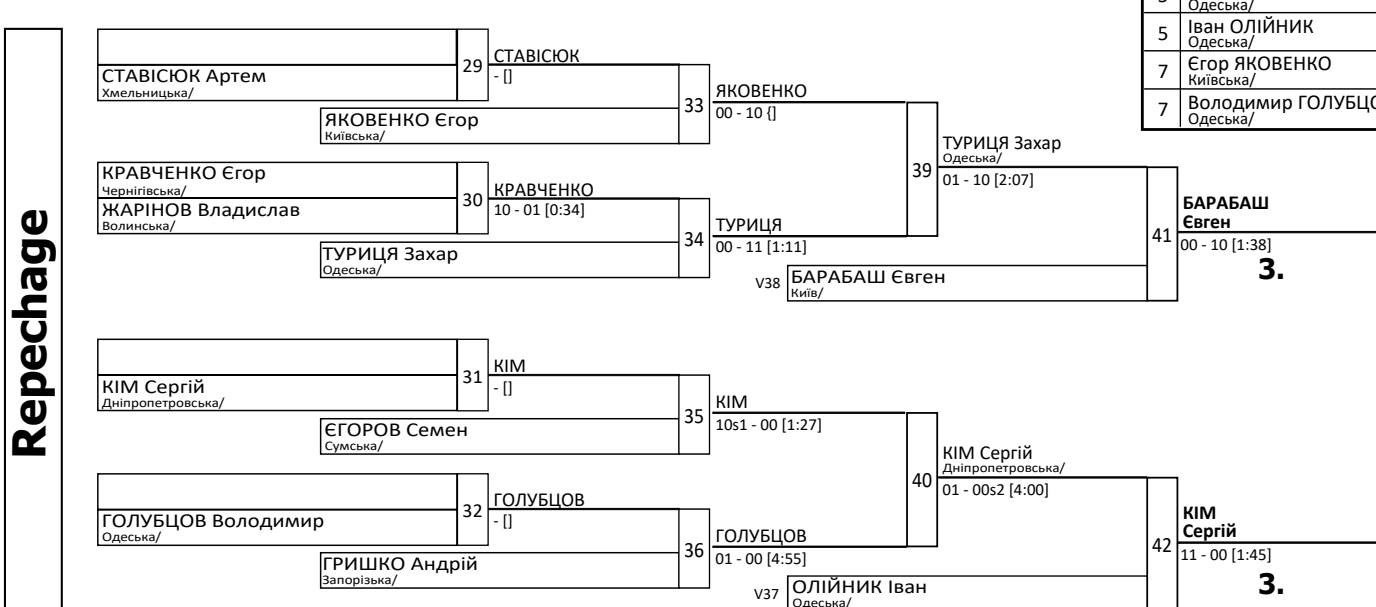 Одеська/
5 Іван ОЛІЙНИК
Одеська/
7 Єгор ЯКОВЕНКО
Київська/
7 Володимир ГОЛУБЦО
Одеська/
Repechage
СТАВІСЮК Артем
Хмельницька/
29
СТАВІСЮК
- []
ЯКОВЕНКО Єгор
Київська/
33
ЯКОВЕНКО
00 - 10 {]
КРАВЧЕНКО Єгор
Чернігівська/
ЖАРІНОВ Владислав
Волинська/
30
КРАВЧЕНКО
10 - 01 [0:34]
ТУРИЦЯ Захар
Одеська/
34
ТУРИЦЯ
00 - 11 [1:11]
39
ТУРИЦЯ Захар
Одеська/
01 - 10 [2:07]
V38 БАРАБАШ Євген
Київ/
41
БАРАБАШ
Євген
00 - 10 [1:38]
3.
КІМ Сергій
Дніпропетровська/
31
КІМ
- []
ЄГОРОВ Семен
Сумська/
35
КІМ
10s1 - 00 [1:27]
ГОЛУБЦОВ Володимир
Одеська/
32
ГОЛУБЦОВ
- []
ГРИШКО Андрій
Запорізька/
36
ГОЛУБЦОВ
01 - 00 [4:55]
40
КІМ Сергій
Дніпропетровська/
01 - 00s2 [4:00]
V37 ОЛІЙНИК Іван
Одеська/
42
КІМ
Сергій
11 - 00 [1:45]
3.